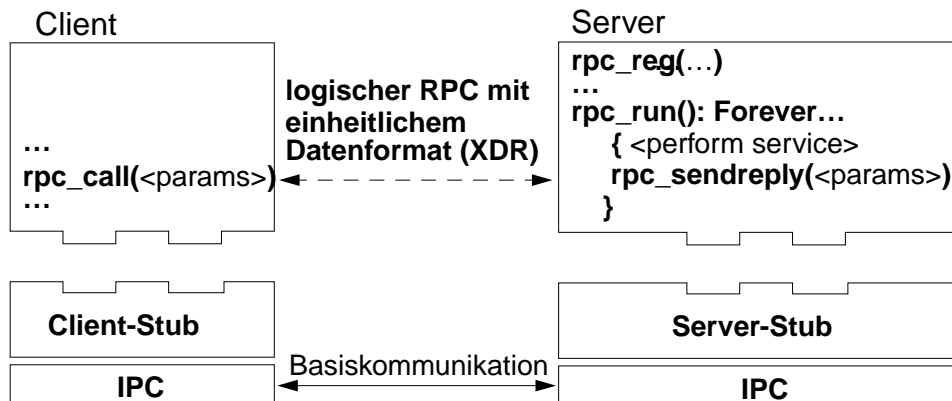 Client
Server
…
rpc_call(<params>)
…
logischer RPC mit
einheitlichem
Datenformat (XDR)
rpc_reg(…)
…
rpc_run(): Forever…
{ <perform service>
rpc_sendreply(<params>)
}
Client-Stub
Server-Stub
IPC
Basiskommunikation
IPC